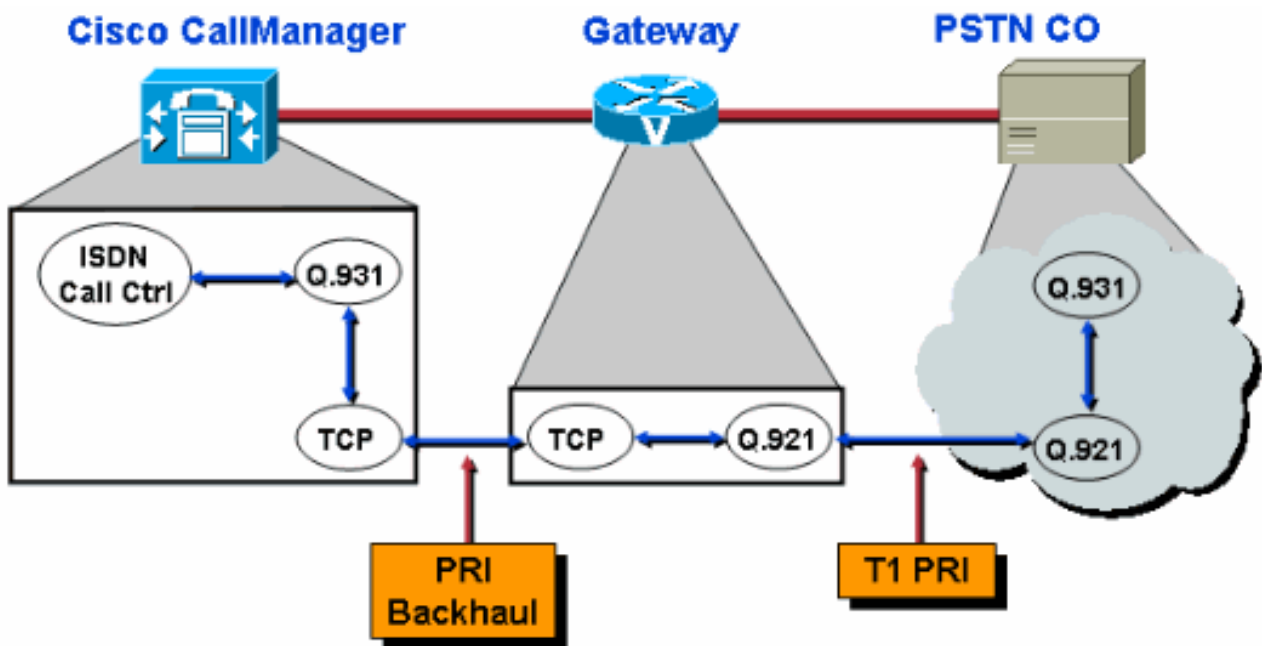 Cisco CallManager
Gateway
PSTN CO
V
ISDN
Call Ctrl
Q.931
TCP
TCP
Q.921
Q.931
Q.921
PRI
Backhaul
T1 PRI